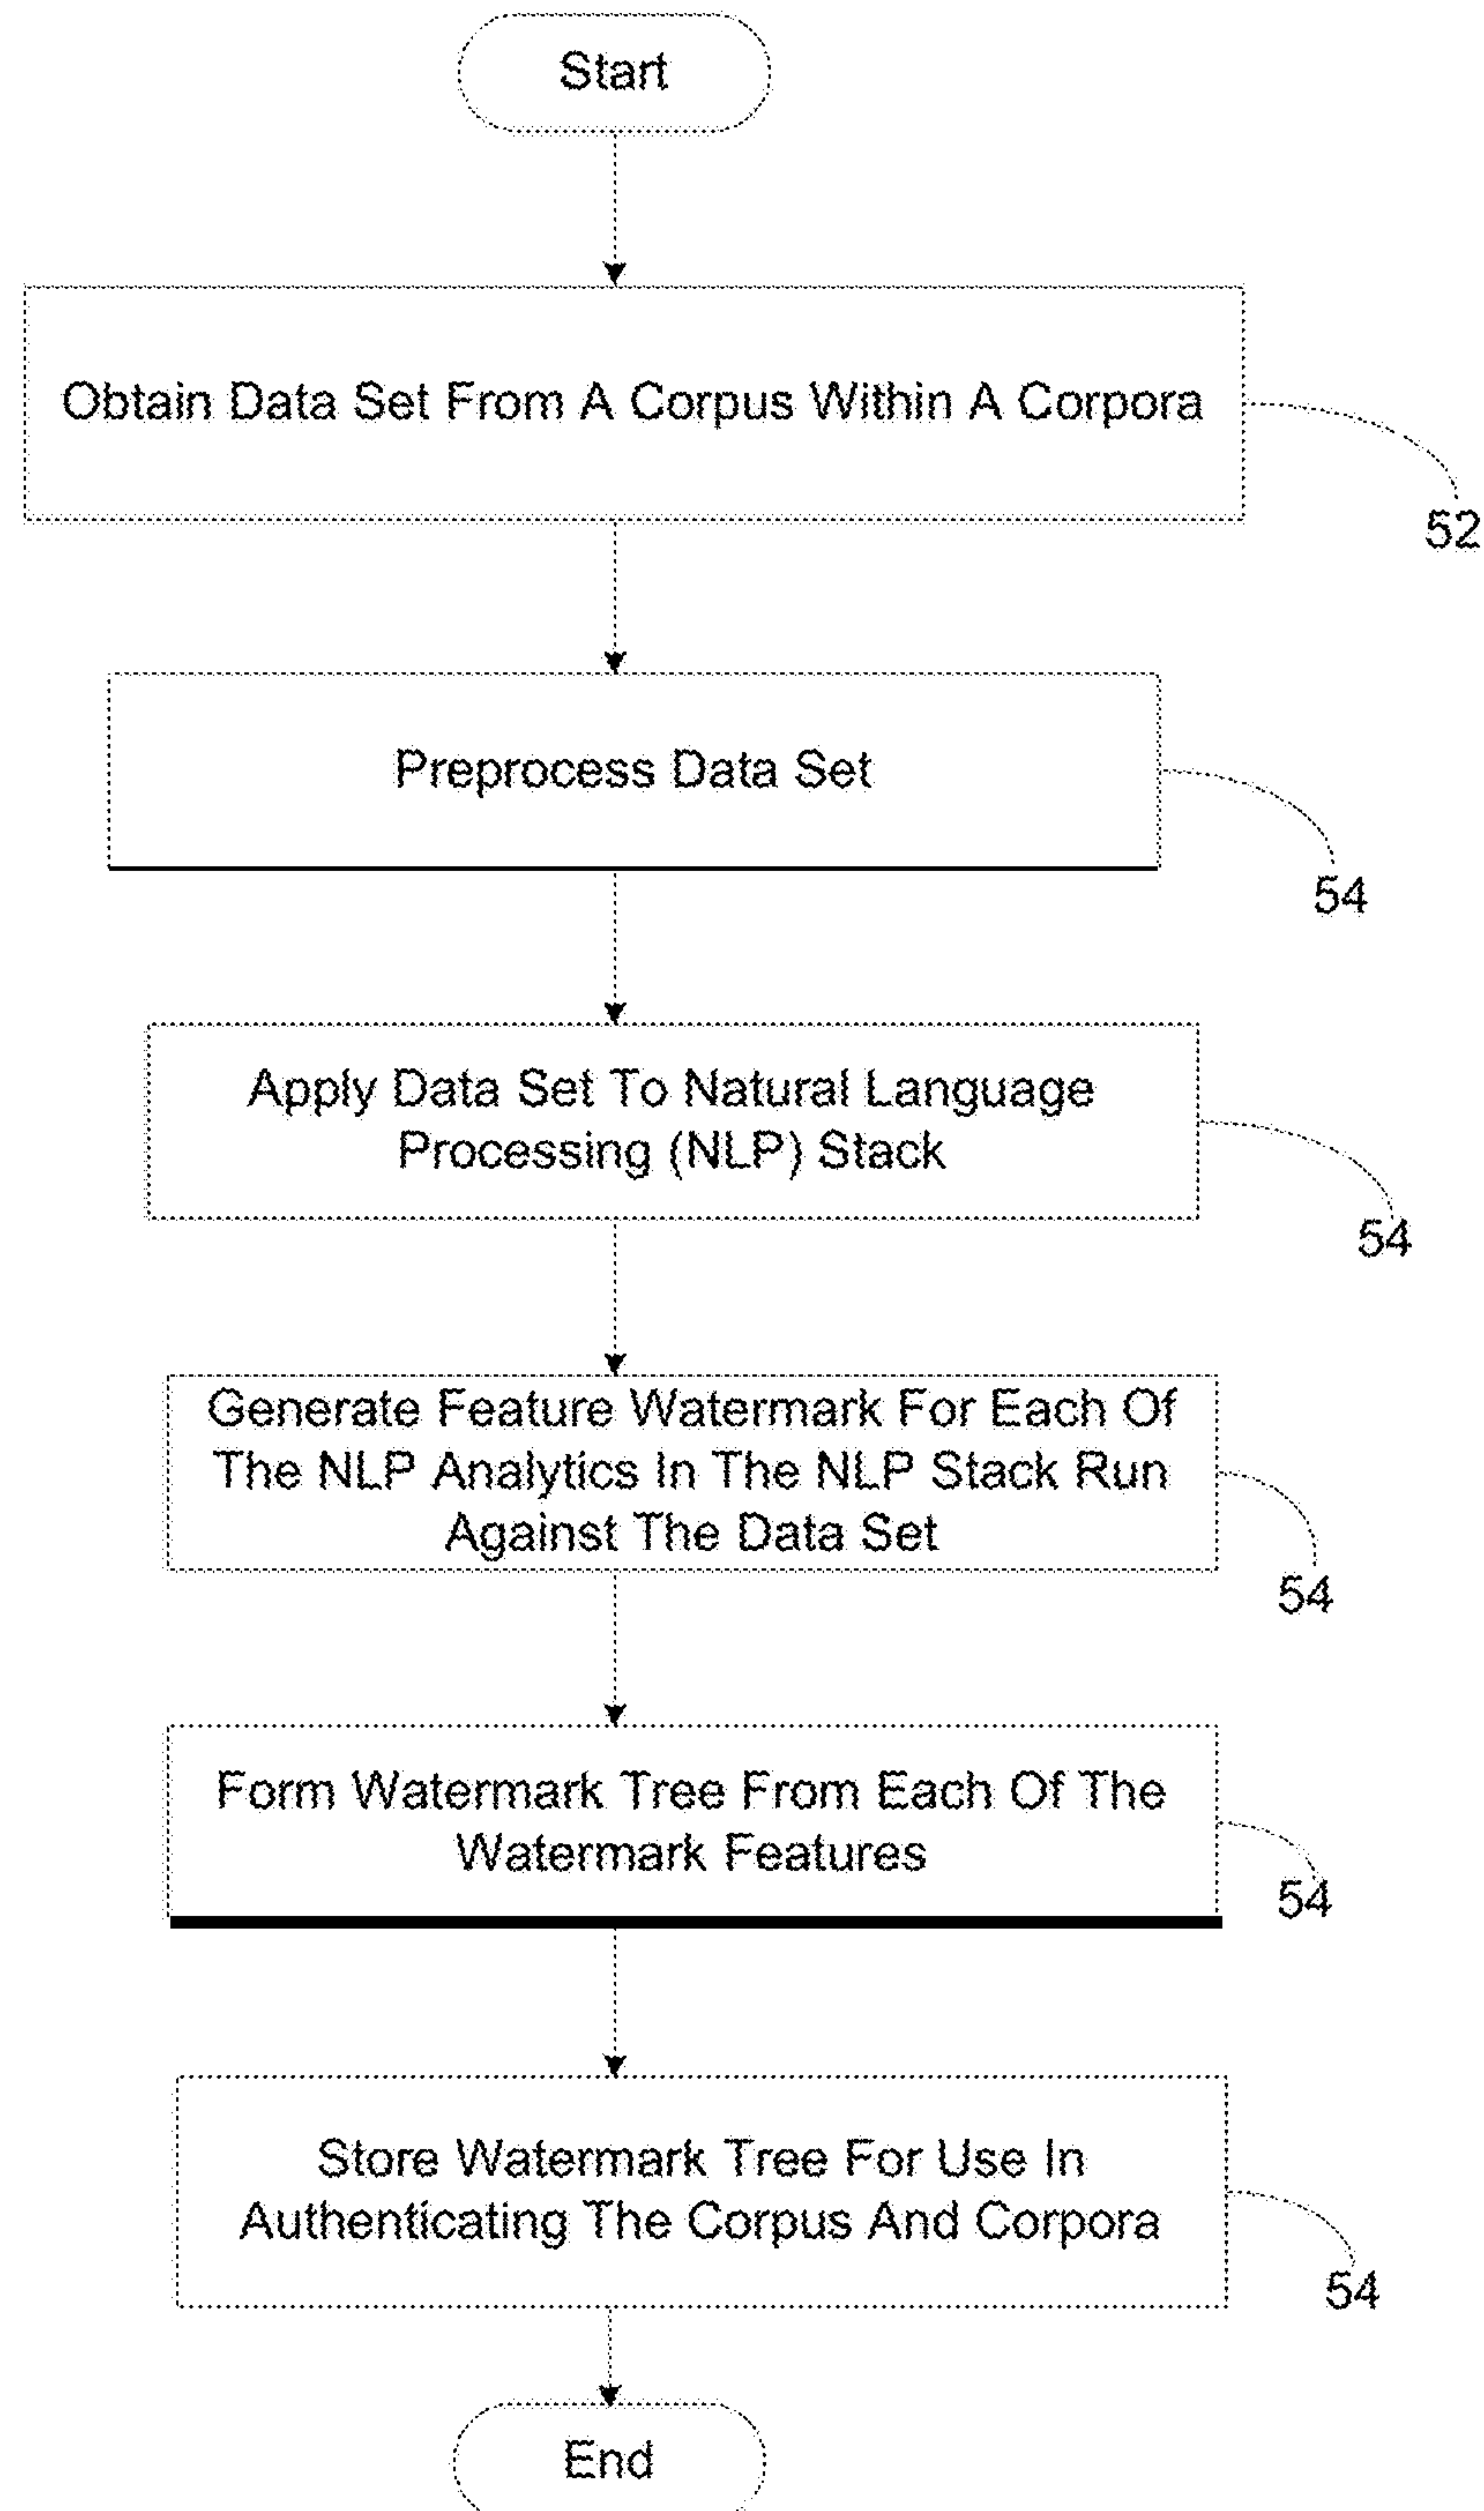 Start
Obtain Data Set From A Corpus Within A Corpora
52
Preprocess Data Set
54
Apply Data Set To Natural Language
Processing (NLP) Stack
54
Generate Feature Watermark For Each Of
The NLP Analytics In The NLP Stack Run
Against The Data Set
54
Form Watermark Tree From Each Of The
Watermark Features
54
Store Watermark Tree For Use In
Authenticating The Corpus And Corpora
54
End